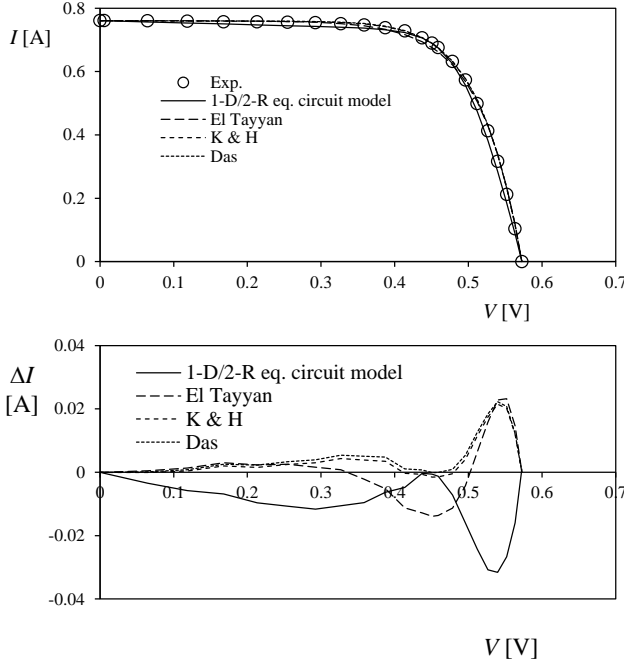 0.8
I [A]
0.6
Exp.
1-D/2-R eq. circuit model
El Tayyan
K & H
Das
0.4
0.2
0
0 0.1 0.2 0.3 0.4 0.5 0.6 0.7
V [V]
0.04
ΔI
[A]
1-D/2-R eq. circuit model
El Tayyan
K & H
Das
0.02
0
0 0.1 0.2 0.3 0.4 0.5 0.6 0.7
-0.02
-0.04
V [V]